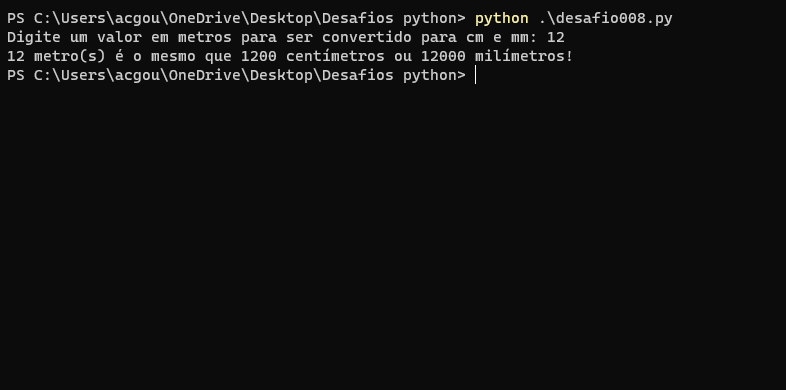 PS C:\Users\acgou\OneDrive\Desktop\Desafios python> python .\desafio008.py
Digite um valor em metros para ser convertido para cm e mm: 12
12 metro(s) é o mesmo que 1200 centímetros ou 12000 milímetros!
PS C:\Users\acgou\OneDrive\Desktop\Desafios python>